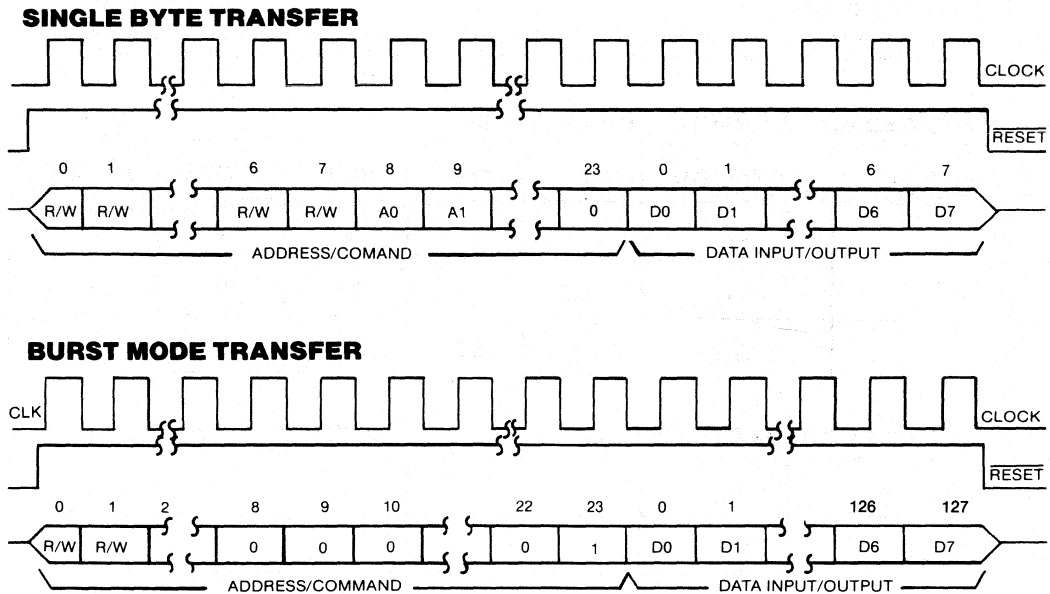 SINGLE BYTE TRANSFER
CLOCK
RESET
0 1 6 7 8 9 23 0 1 6 7
R/W R/W R/W R/W A0 A1 0 D0 D1 D6 D7
ADDRESS/COMAND DATA INPUT/OUTPUT
BURST MODE TRANSFER
CLK CLOCK
RESET
0 1 2 8 9 10 22 23 0 1 126 127
R/W R/W 0 0 0 0 1 D0 D1 D6 D7
ADDRESS/COMMAND DATA INPUT/OUTPUT